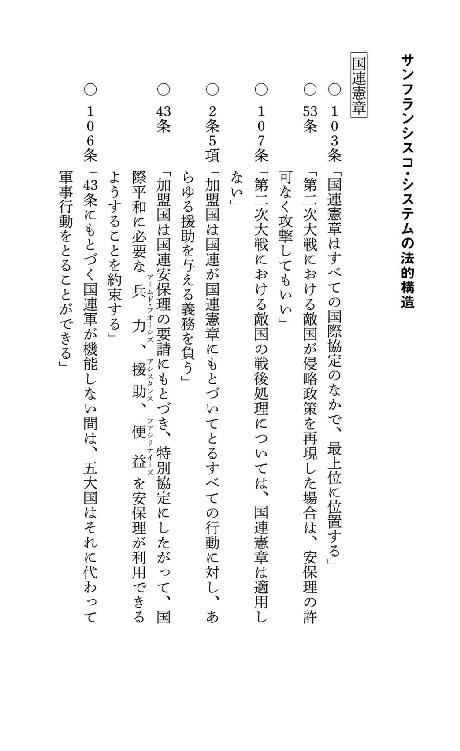 サンフランシスコ・システムの法的構造
国連憲章
○ 103条「国連憲章はすべての国際協定のなかで、最上位に位置する」
○ 53条 「第二次大戦における敵国が侵略政策を再現した場合は、安保理の許
可なく攻撃してもいい」
○ 107条「第二次大戦における敵国の戦後処理については、国連憲章は適用し
ない」
○ 2条5項 「加盟国は国連が国連憲章にもとづいてとるすべての行動に対し、あ
らゆる援助を与える義務を負う」
○ 43条 「加盟国は国連安保理の要請にもとづき、特別協定にしたがって、国
際平和に必要な兵力、援助、便益を安保理が利用できる
アームド・フォーシズ アシスタンス ファシリティーズ
ようすることを約束する」
○ 106条「43条にもとづく国連軍が機能しない間は、五大国はそれに代わって
軍事行動をとることができる」